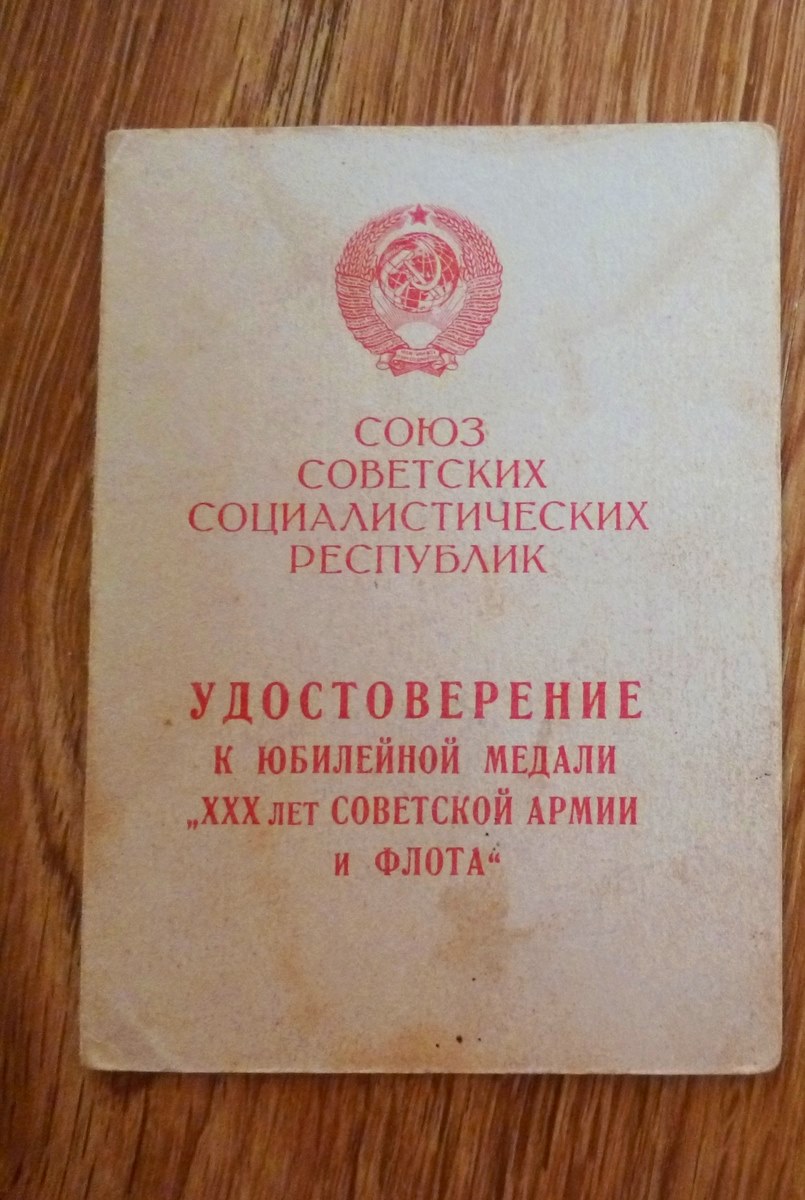 СОЮЗ
СОВЕТСКИХ
СОЦИАЛИСТИЧЕСКИХ
РЕСПУБЛИК
УДОСТОВЕРЕНИЕ
К ЮБИЛЕЙНОЙ МЕДАЛИ
„XXX ЛЕТ СОВЕТСКОЙ АРМИИ
И ФЛОТА“